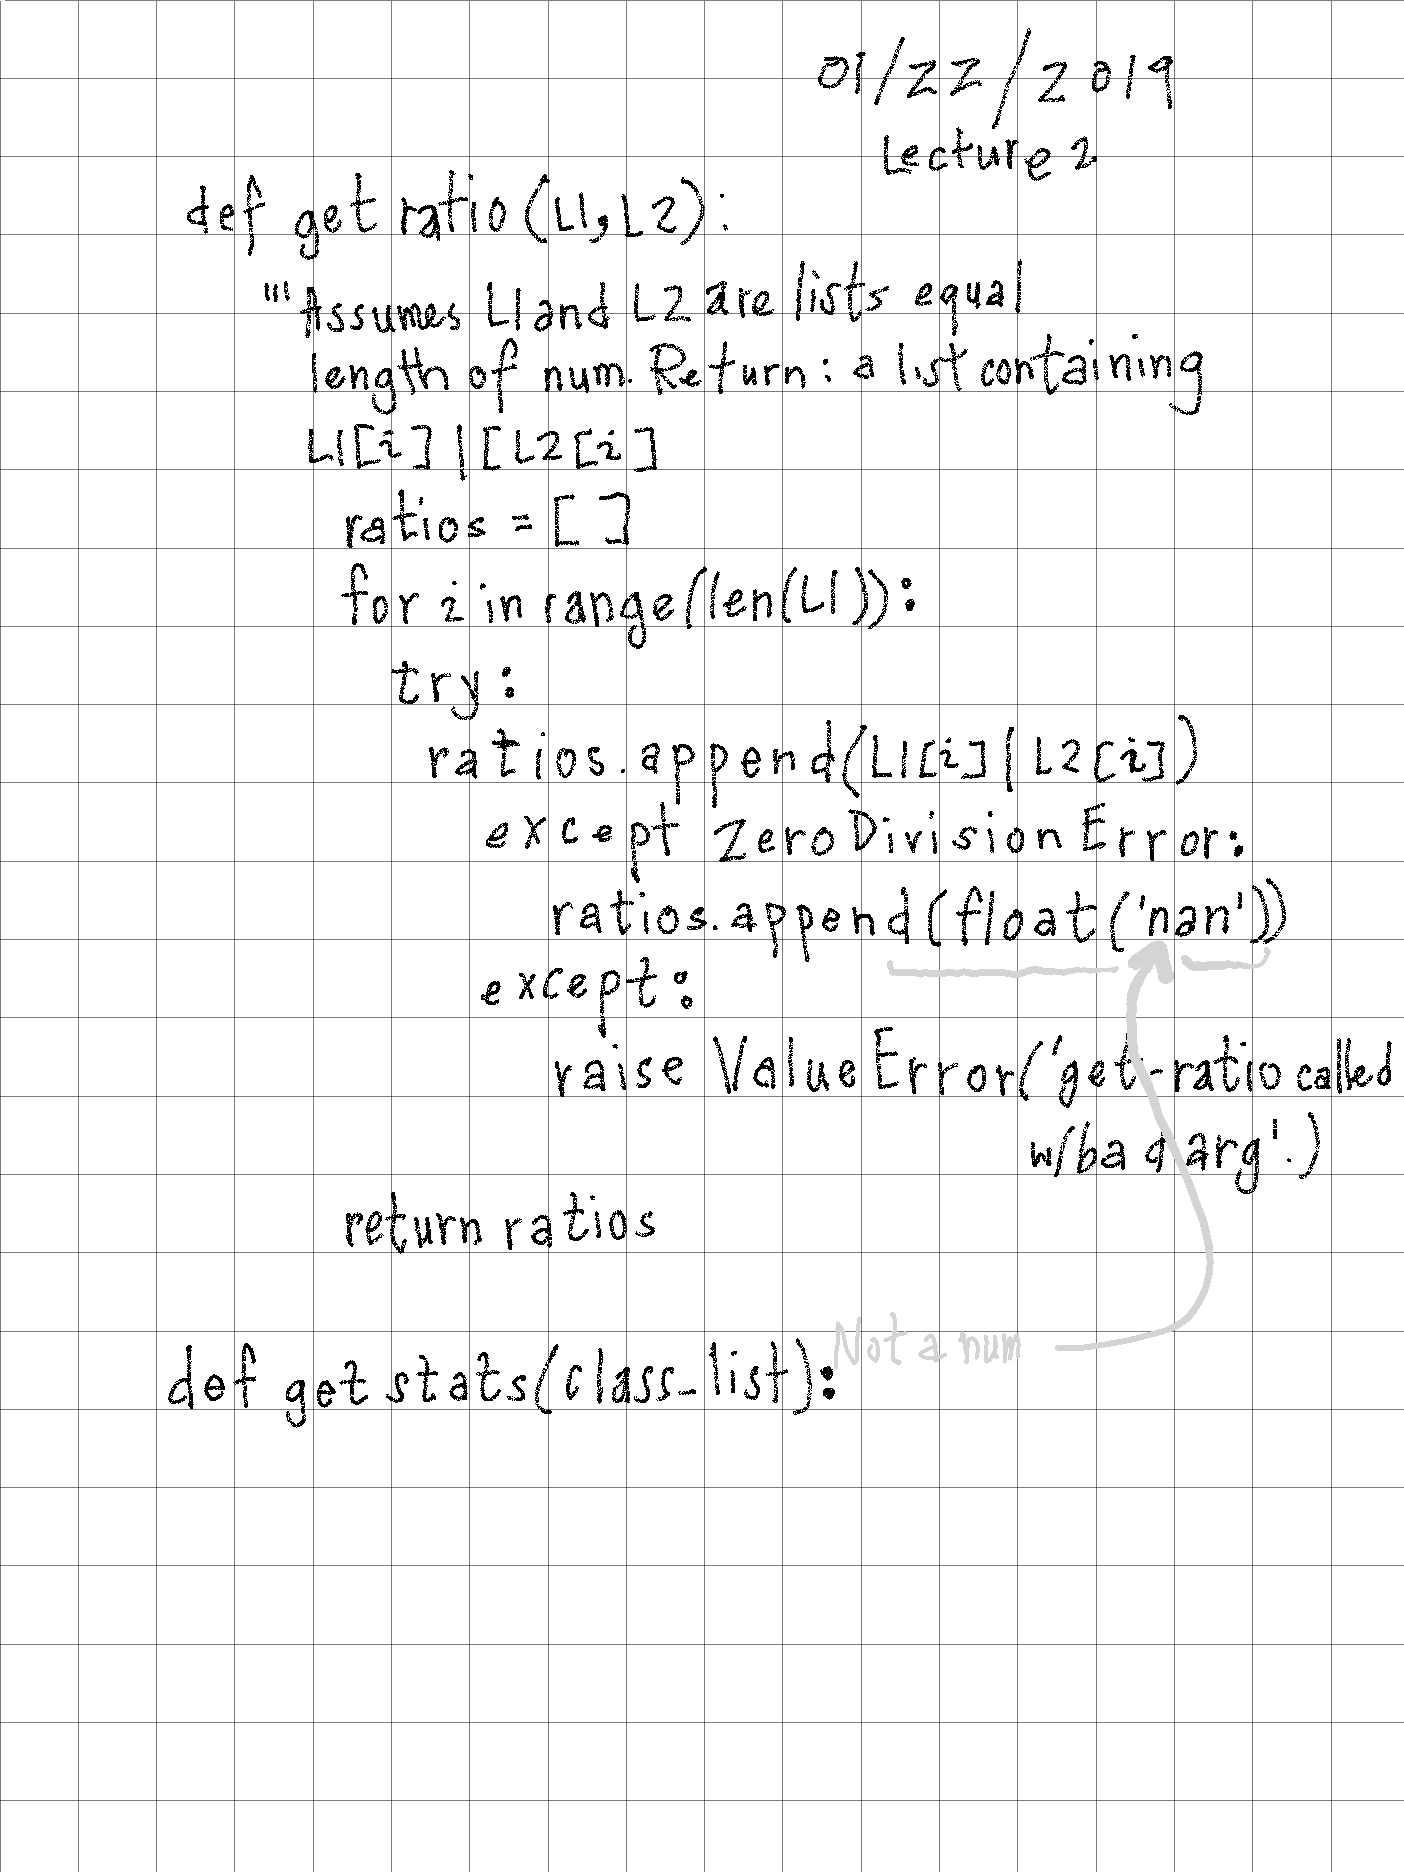 01/22/2019
Lecture 2
def get ratio(L1,L2):
"'Assumes L1 and L2 are lists equal
length of num. Return: a list containing
L1[i]|[L2[i]
ratios = [ ]
for i in range(len(L1)):
try:
ratios.append(L1[i]|L2[i])
except ZeroDivisionError:
ratios.append(float('nan'))
except:
raise ValueError('get-ratio called
w/bad arg'.)
return ratios
Not a num
def get stats(class_list):